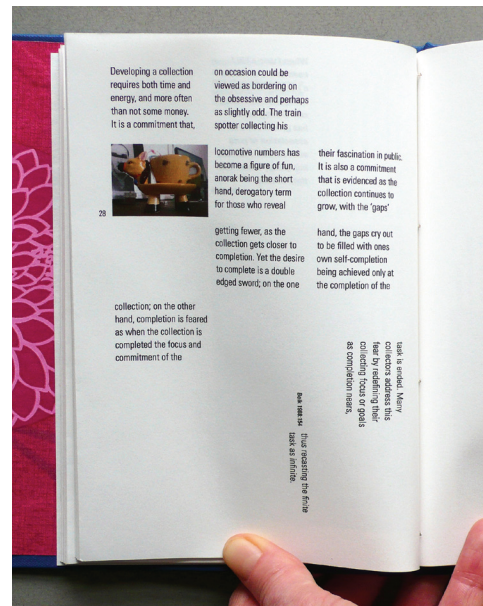 Developing a collection
requires both time and
energy, and more often
than not some money.
It is a commitment that,
on occasion could be
viewed as bordering on
the obsessive and perhaps
as slightly odd. The train
spotter collecting his
locomotive numbers has
become a figure of fun,
anorak being the short
hand, derogatory term
for those who reveal
their fascination in public.
It is also a commitment
that is evidenced as the
collection continues to
grow, with the 'gaps'
28
getting fewer, as the
collection gets closer to
completion. Yet the desire
to complete is a double
edged sword; on the one
hand, the gaps cry out
to be filled with ones
own self-completion
being achieved only at
the completion of the
collection; on the other
hand, completion is feared
as when the collection is
completed the focus and
commitment of the
task is ended. Many
collectors address this
fear by redefining their
collecting focus or goals
as completion nears,
thus recasting the finite
task as infinite.
Belk 1988:154